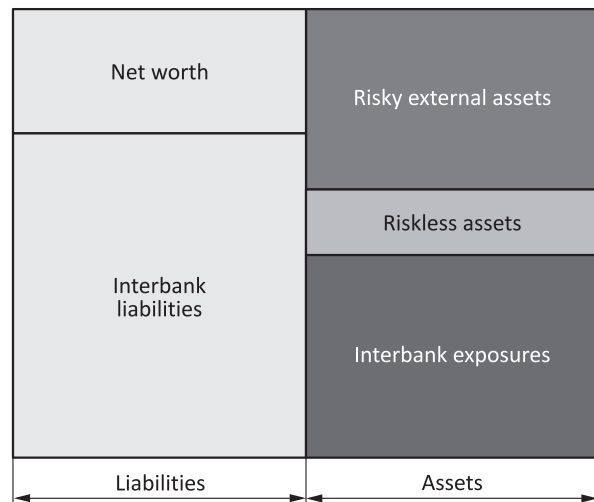 Net worth
Risky external assets
Riskless assets
Interbank
liabilities
Interbank exposures
Liabilities
Assets